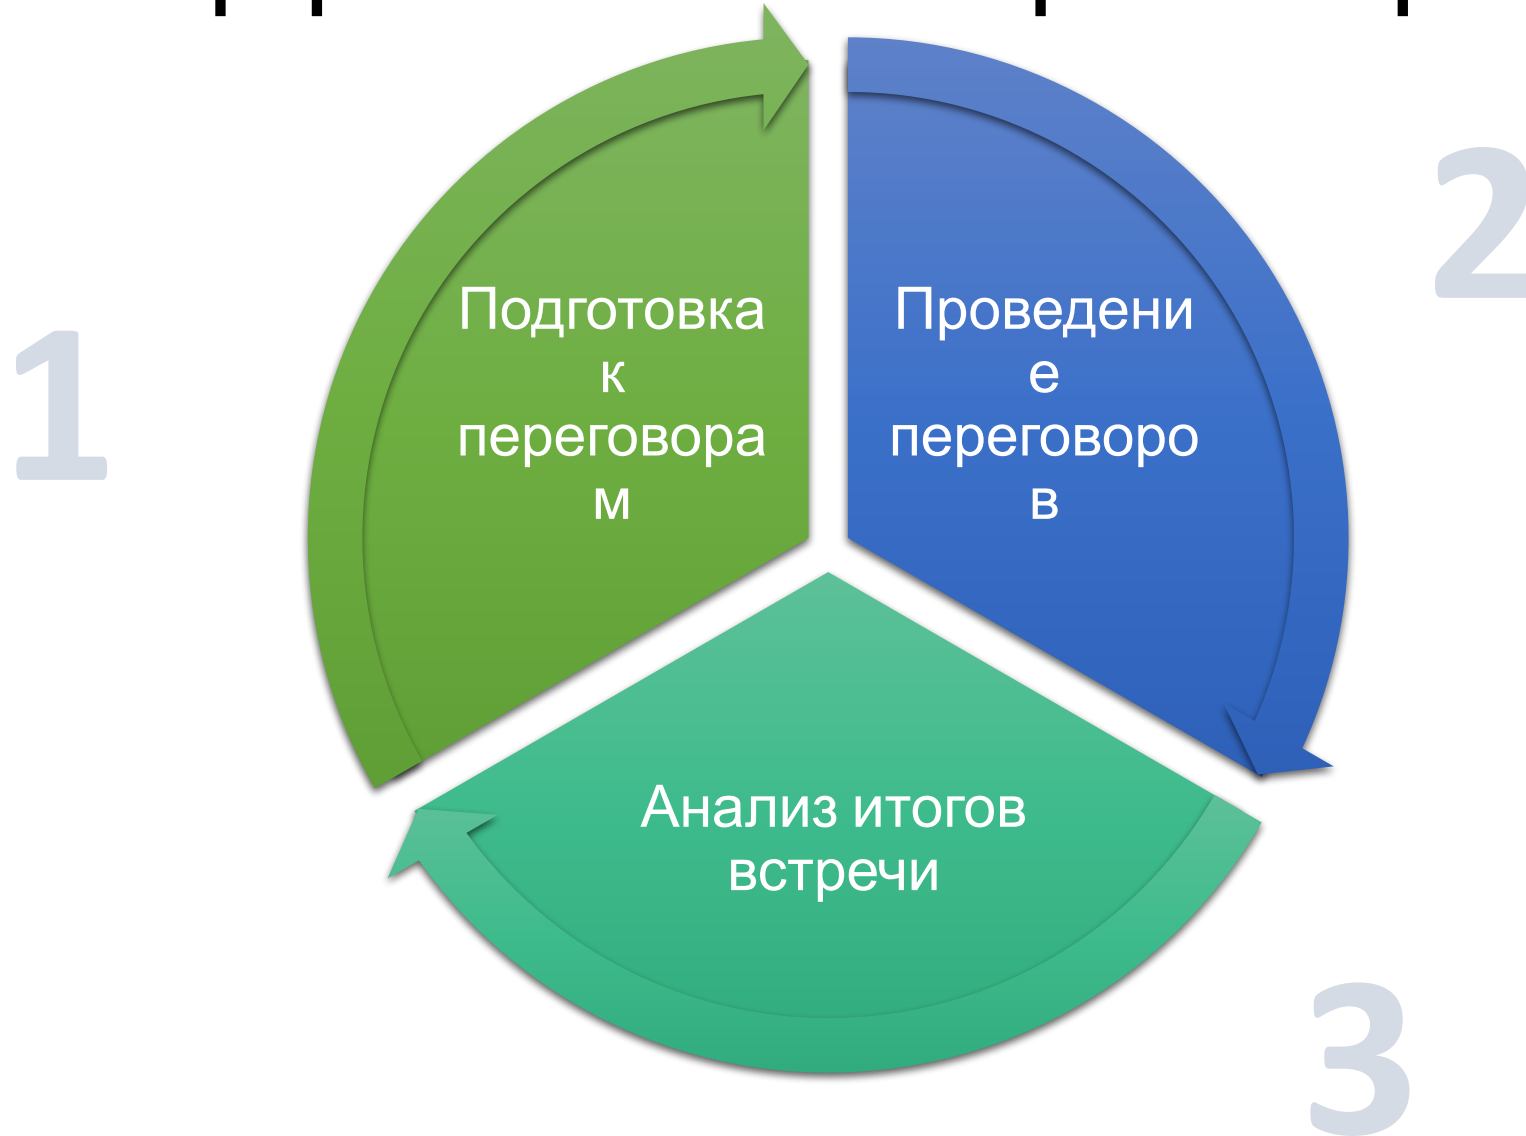 1
Подготовка
к
переговора
м
2
Проведени
е
переговоро
в
3
Анализ итогов
встречи